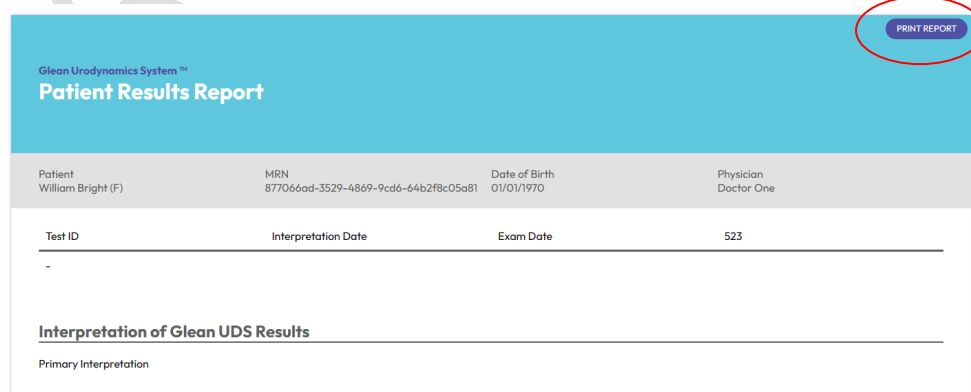 PRINT REPORT
Glean Urodynamics System ™
Patient Results Report
Patient MRN Date of Birth Physician
William Bright (F) 877066ad-3529-4869-9cd6-64b2f8c05a81 01/01/1970 Doctor One
Test ID Interpretation Date Exam Date 523
-
Interpretation of Glean UDS Results
Primary Interpretation